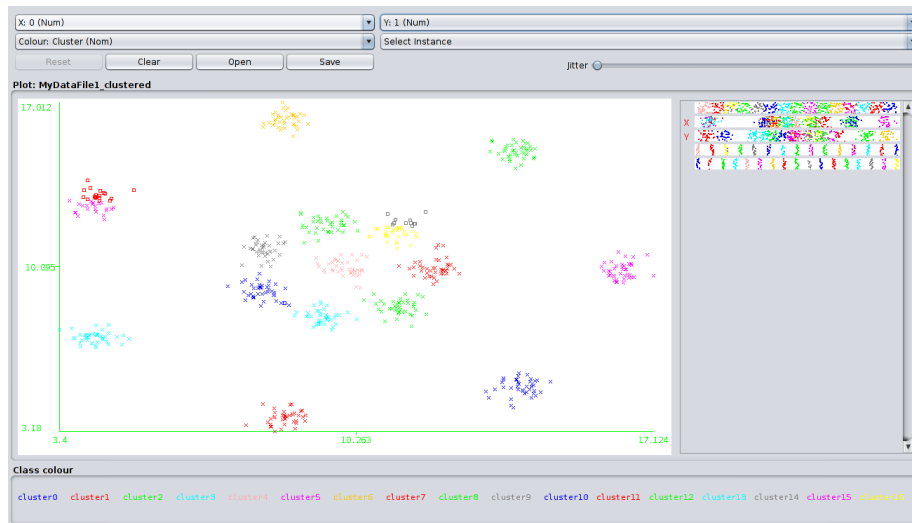 X: 0 (Num) Y: 1 (Num)
Colour: Cluster (Nom) Select Instance
Reset Clear Open Save Jitter
Plot: MyDataFile1_clustered
17.012
X
Y
10.095
3.18
3.4 10.263 17.124
Class colour
cluster0 cluster1 cluster2 cluster3 cluster4 cluster5 cluster6 cluster7 cluster8 cluster9 cluster10 cluster11 cluster12 cluster13 cluster14 cluster15